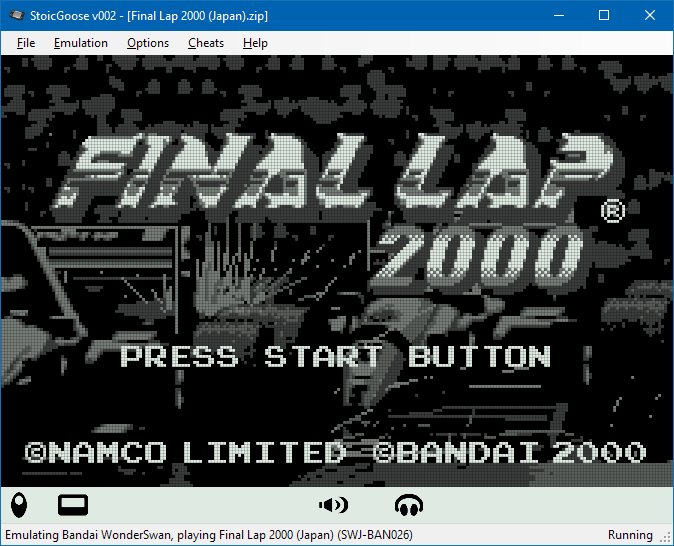 StoicGoose v002 - [Final Lap 2000 (Japan).zip]
File Emulation Options Cheats Help
FINAL LAP ®
2000
PRESS START BUTTON
©NAMCO LIMITED ©BANDAI 2000
Emulating Bandai WonderSwan, playing Final Lap 2000 (Japan) (SWJ-BAN026) Running